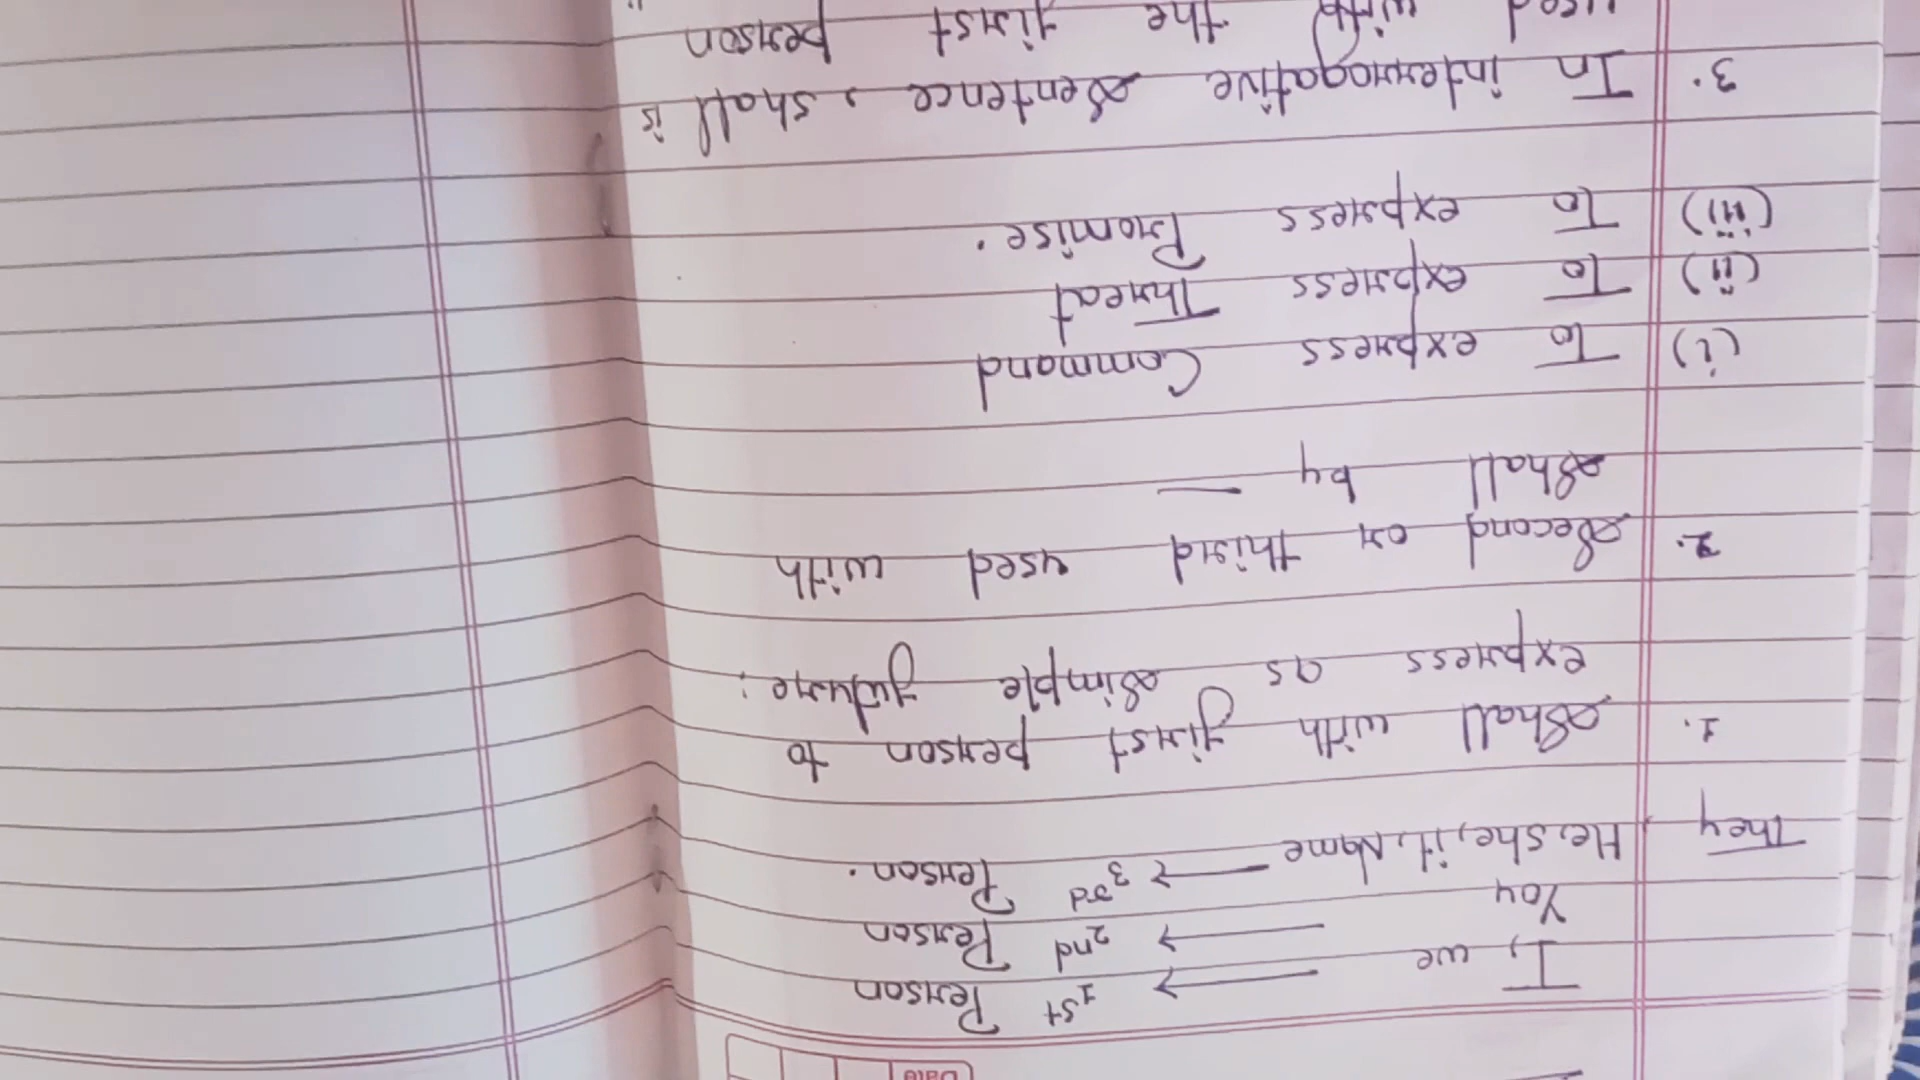 Date
I, we → 1st Person
You → 2nd Person
They, He, she, it, Name → 3rd Person.
1. Shall with first person to
express as simple future:
2. Second or third used with
shall by —
(i) To express Command
(ii) To express Threat
(iii) To express Promise.
3. In interrogative sentence, shall is
used with the first person